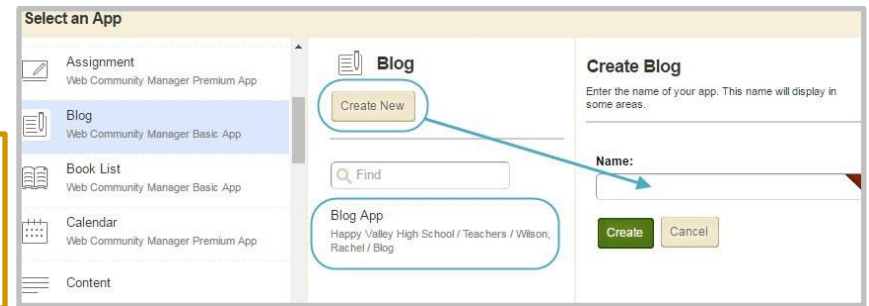 Select an App
Assignment
Web Community Manager Premium App
Blog
Web Community Manager Basic App
Book List
Web Community Manager Basic App
Calendar
Web Community Manager Premium App
Content
Blog
Create New
Find
Blog App
Happy Valley High School / Teachers / Wilson,
Rachel / Blog
Create Blog
Enter the name of your app. This name will display in
some areas.
Name:
Create Cancel